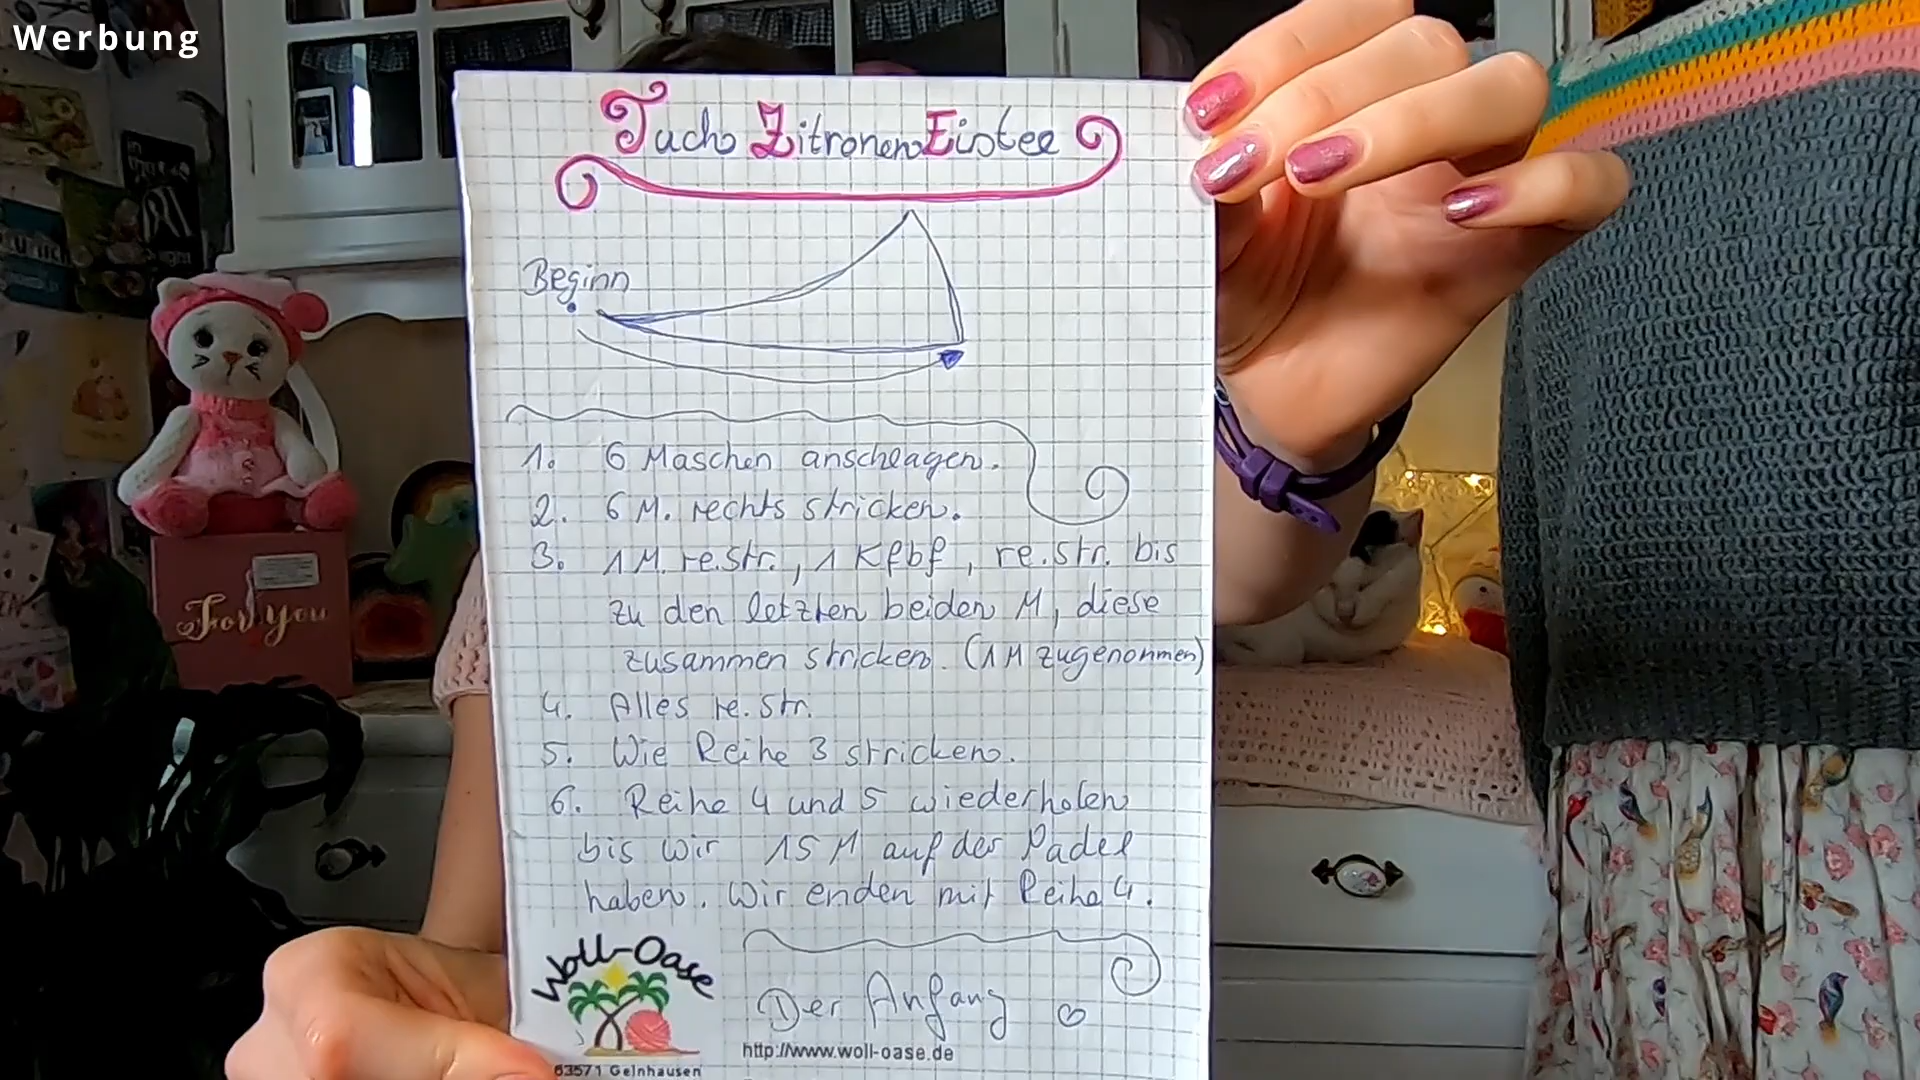 Werbung
Tuch ZitronenEistee
Beginn
1. 6 Maschen anschlagen.
2. 6 M. rechts stricken.
3. 1 M. re.str., 1 Kfbf, re.str. bis
zu den letzten beiden M, diese
zusammen stricken. (1M zugenommen)
4. Alles re.str.
5. Wie Reihe 3 stricken.
6. Reihe 4 und 5 wiederholen
bis wir 15 M auf der Nadel
haben. Wir enden mit Reihe 4.
Woll-Oase
Der Anfang
http://www.woll-oase.de
63571 Gelnhausen
For You